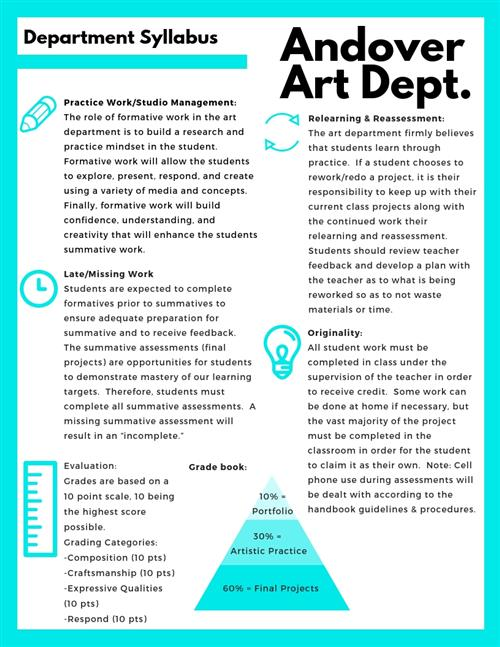 Department Syllabus
Andover
Art Dept.
Practice Work/Studio Management:
The role of formative work in the art
department is to build a research and
practice mindset in the student.
Formative work will allow the students
to explore, present, respond, and create
using a variety of media and concepts.
Finally, formative work will build
confidence, understanding, and
creativity that will enhance the students
summative work.
Late/Missing Work
Students are expected to complete
formatives prior to summatives to
ensure adequate preparation for
summative and to receive feedback.
The summative assessments (final
projects) are opportunities for students
to demonstrate mastery of our learning
targets.  Therefore, students must
complete all summative assessments.  A
missing summative assessment will
result in an "incomplete."
Evaluation:
Grades are based on a
10 point scale, 10 being
the highest score
possible.
Grading Categories:
-Composition (10 pts)
-Craftsmanship (10 pts)
-Expressive Qualities
(10 pts)
-Respond (10 pts)
Grade book:
10% =
Portfolio
30% =
Artistic Practice
60% = Final Projects
Relearning & Reassessment:
The art department firmly believes
that students learn through
practice.  If a student chooses to
rework/redo a project, it is their
responsibility to keep up with their
current class projects along with
the continued work their
relearning and reassessment.
Students should review teacher
feedback and develop a plan with
the teacher as to what is being
reworked so as to not waste
materials or time.
Originality:
All student work must be
completed in class under the
supervision of the teacher in order
to receive credit.  Some work can
be done at home if necessary, but
the vast majority of the project
must be completed in the
classroom in order for the student
to claim it as their own.  Note: Cell
phone use during assessments will
be dealt with according to the
handbook guidelines & procedures.